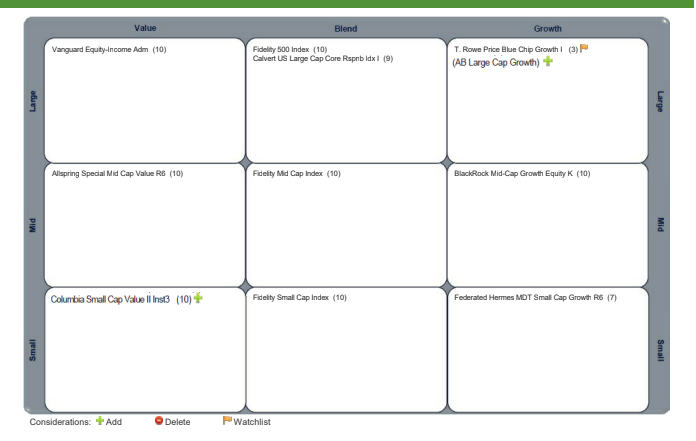 Value
Blend
Growth
Large
Vanguard Equity-Income Adm (10)
Fidelity 500 Index (10)
Calvert US Large Cap Core Rspnb Idx I (9)
T. Rowe Price Blue Chip Growth I (3)
(AB Large Cap Growth)
Large
Mid
Allspring Special Mid Cap Value R6 (10)
Fidelity Mid Cap Index (10)
BlackRock Mid-Cap Growth Equity K (10)
Mid
Small
Columbia Small Cap Value II Inst3 (10)
Fidelity Small Cap Index (10)
Federated Hermes MDT Small Cap Growth R6 (7)
Small
Considerations: Add Delete Watchlist